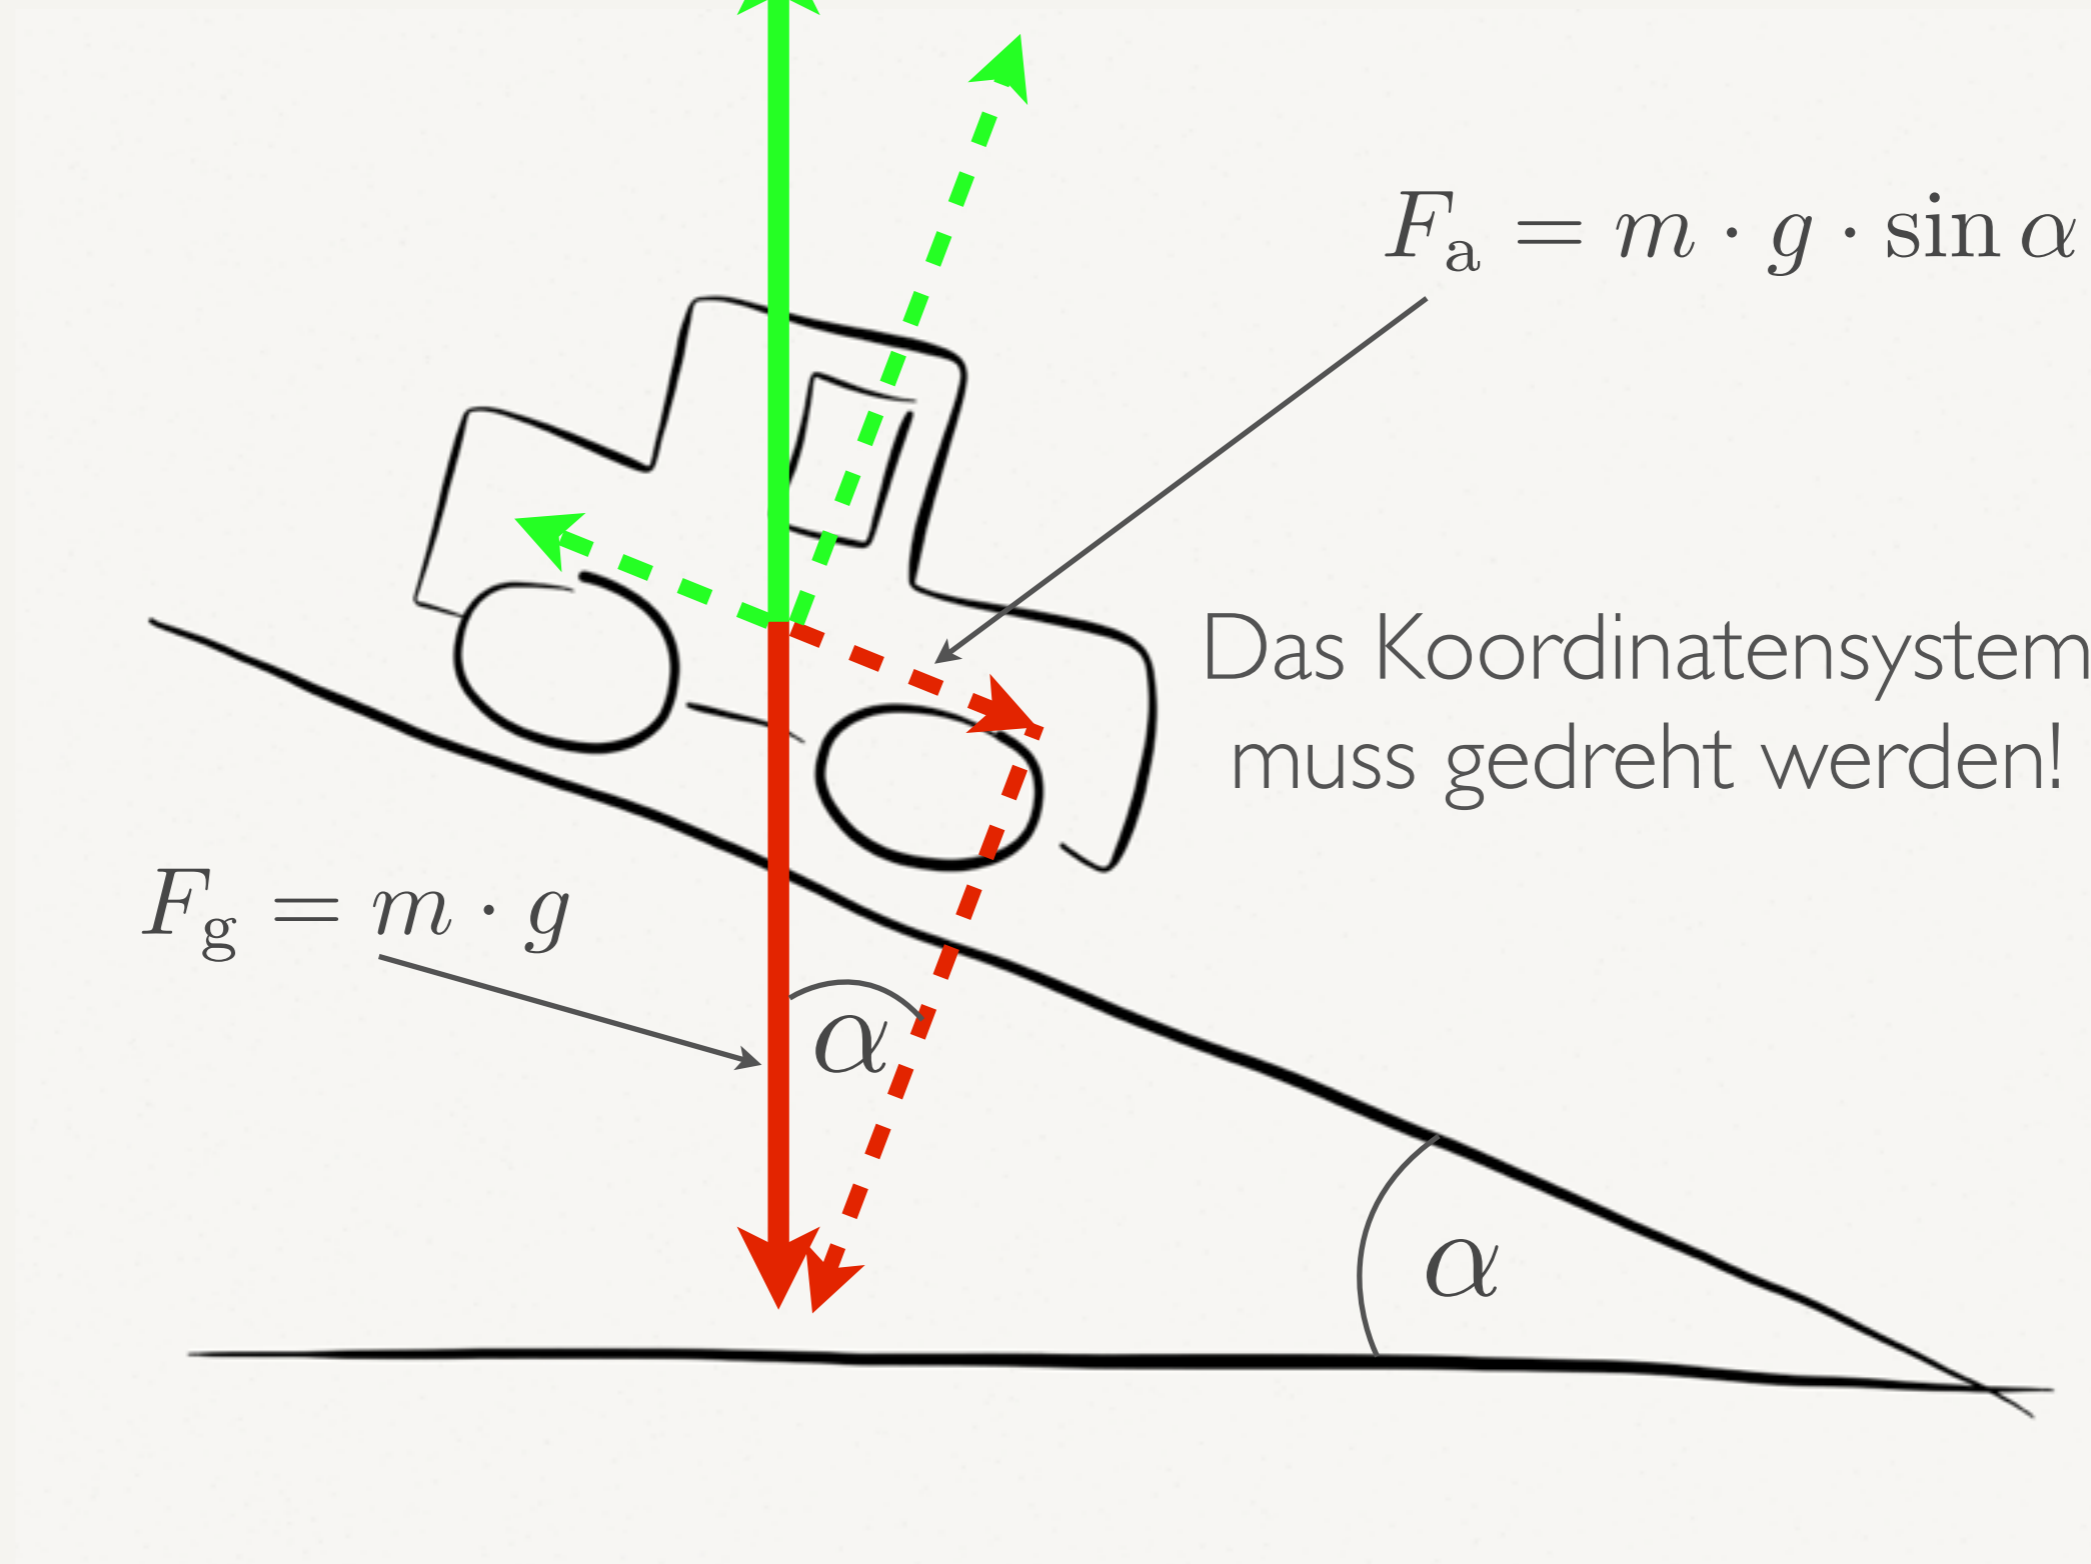 F_a = m · g · sin α
Das Koordinatensystem
muss gedreht werden!
F_g = m · g
α
α